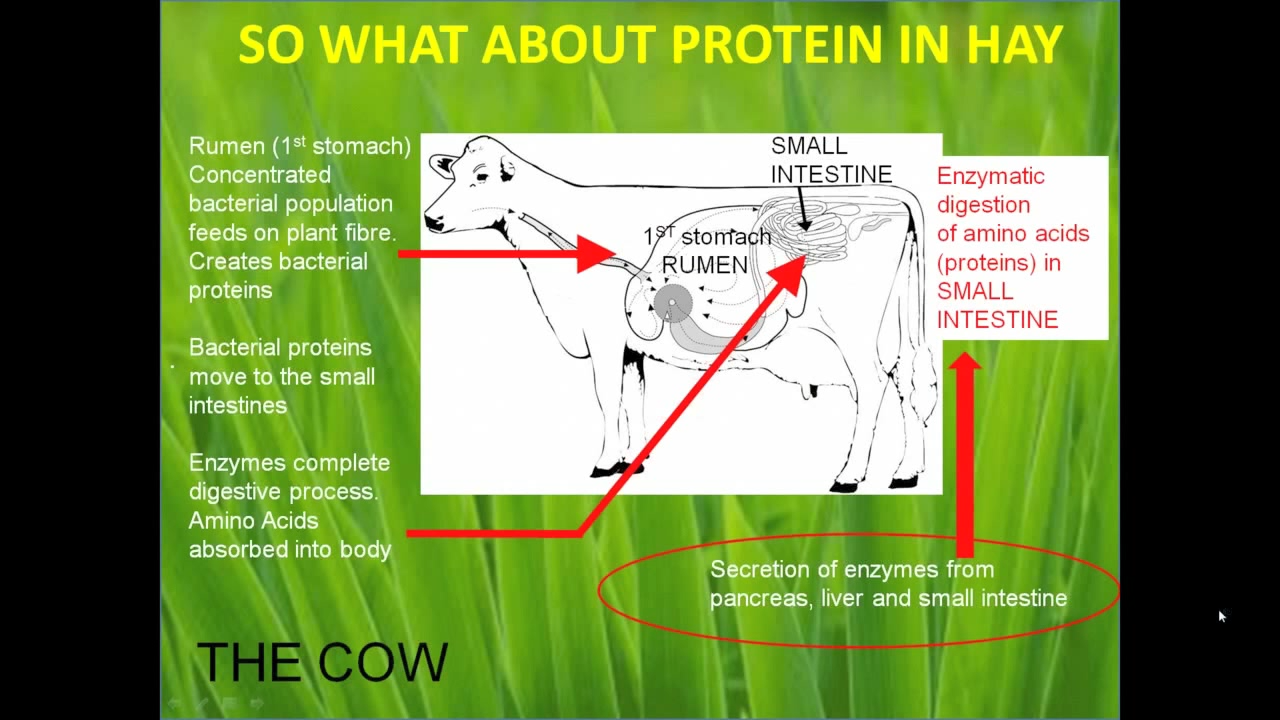 SO WHAT ABOUT PROTEIN IN HAY
Rumen (1st stomach)
Concentrated
bacterial population
feeds on plant fibre.
Creates bacterial
proteins
Bacterial proteins
move to the small
intestines
Enzymes complete
digestive process.
Amino Acids
absorbed into body
SMALL
INTESTINE
1ST stomach
RUMEN
Enzymatic
digestion
of amino acids
(proteins) in
SMALL
INTESTINE
Secretion of enzymes from
pancreas, liver and small intestine
THE COW